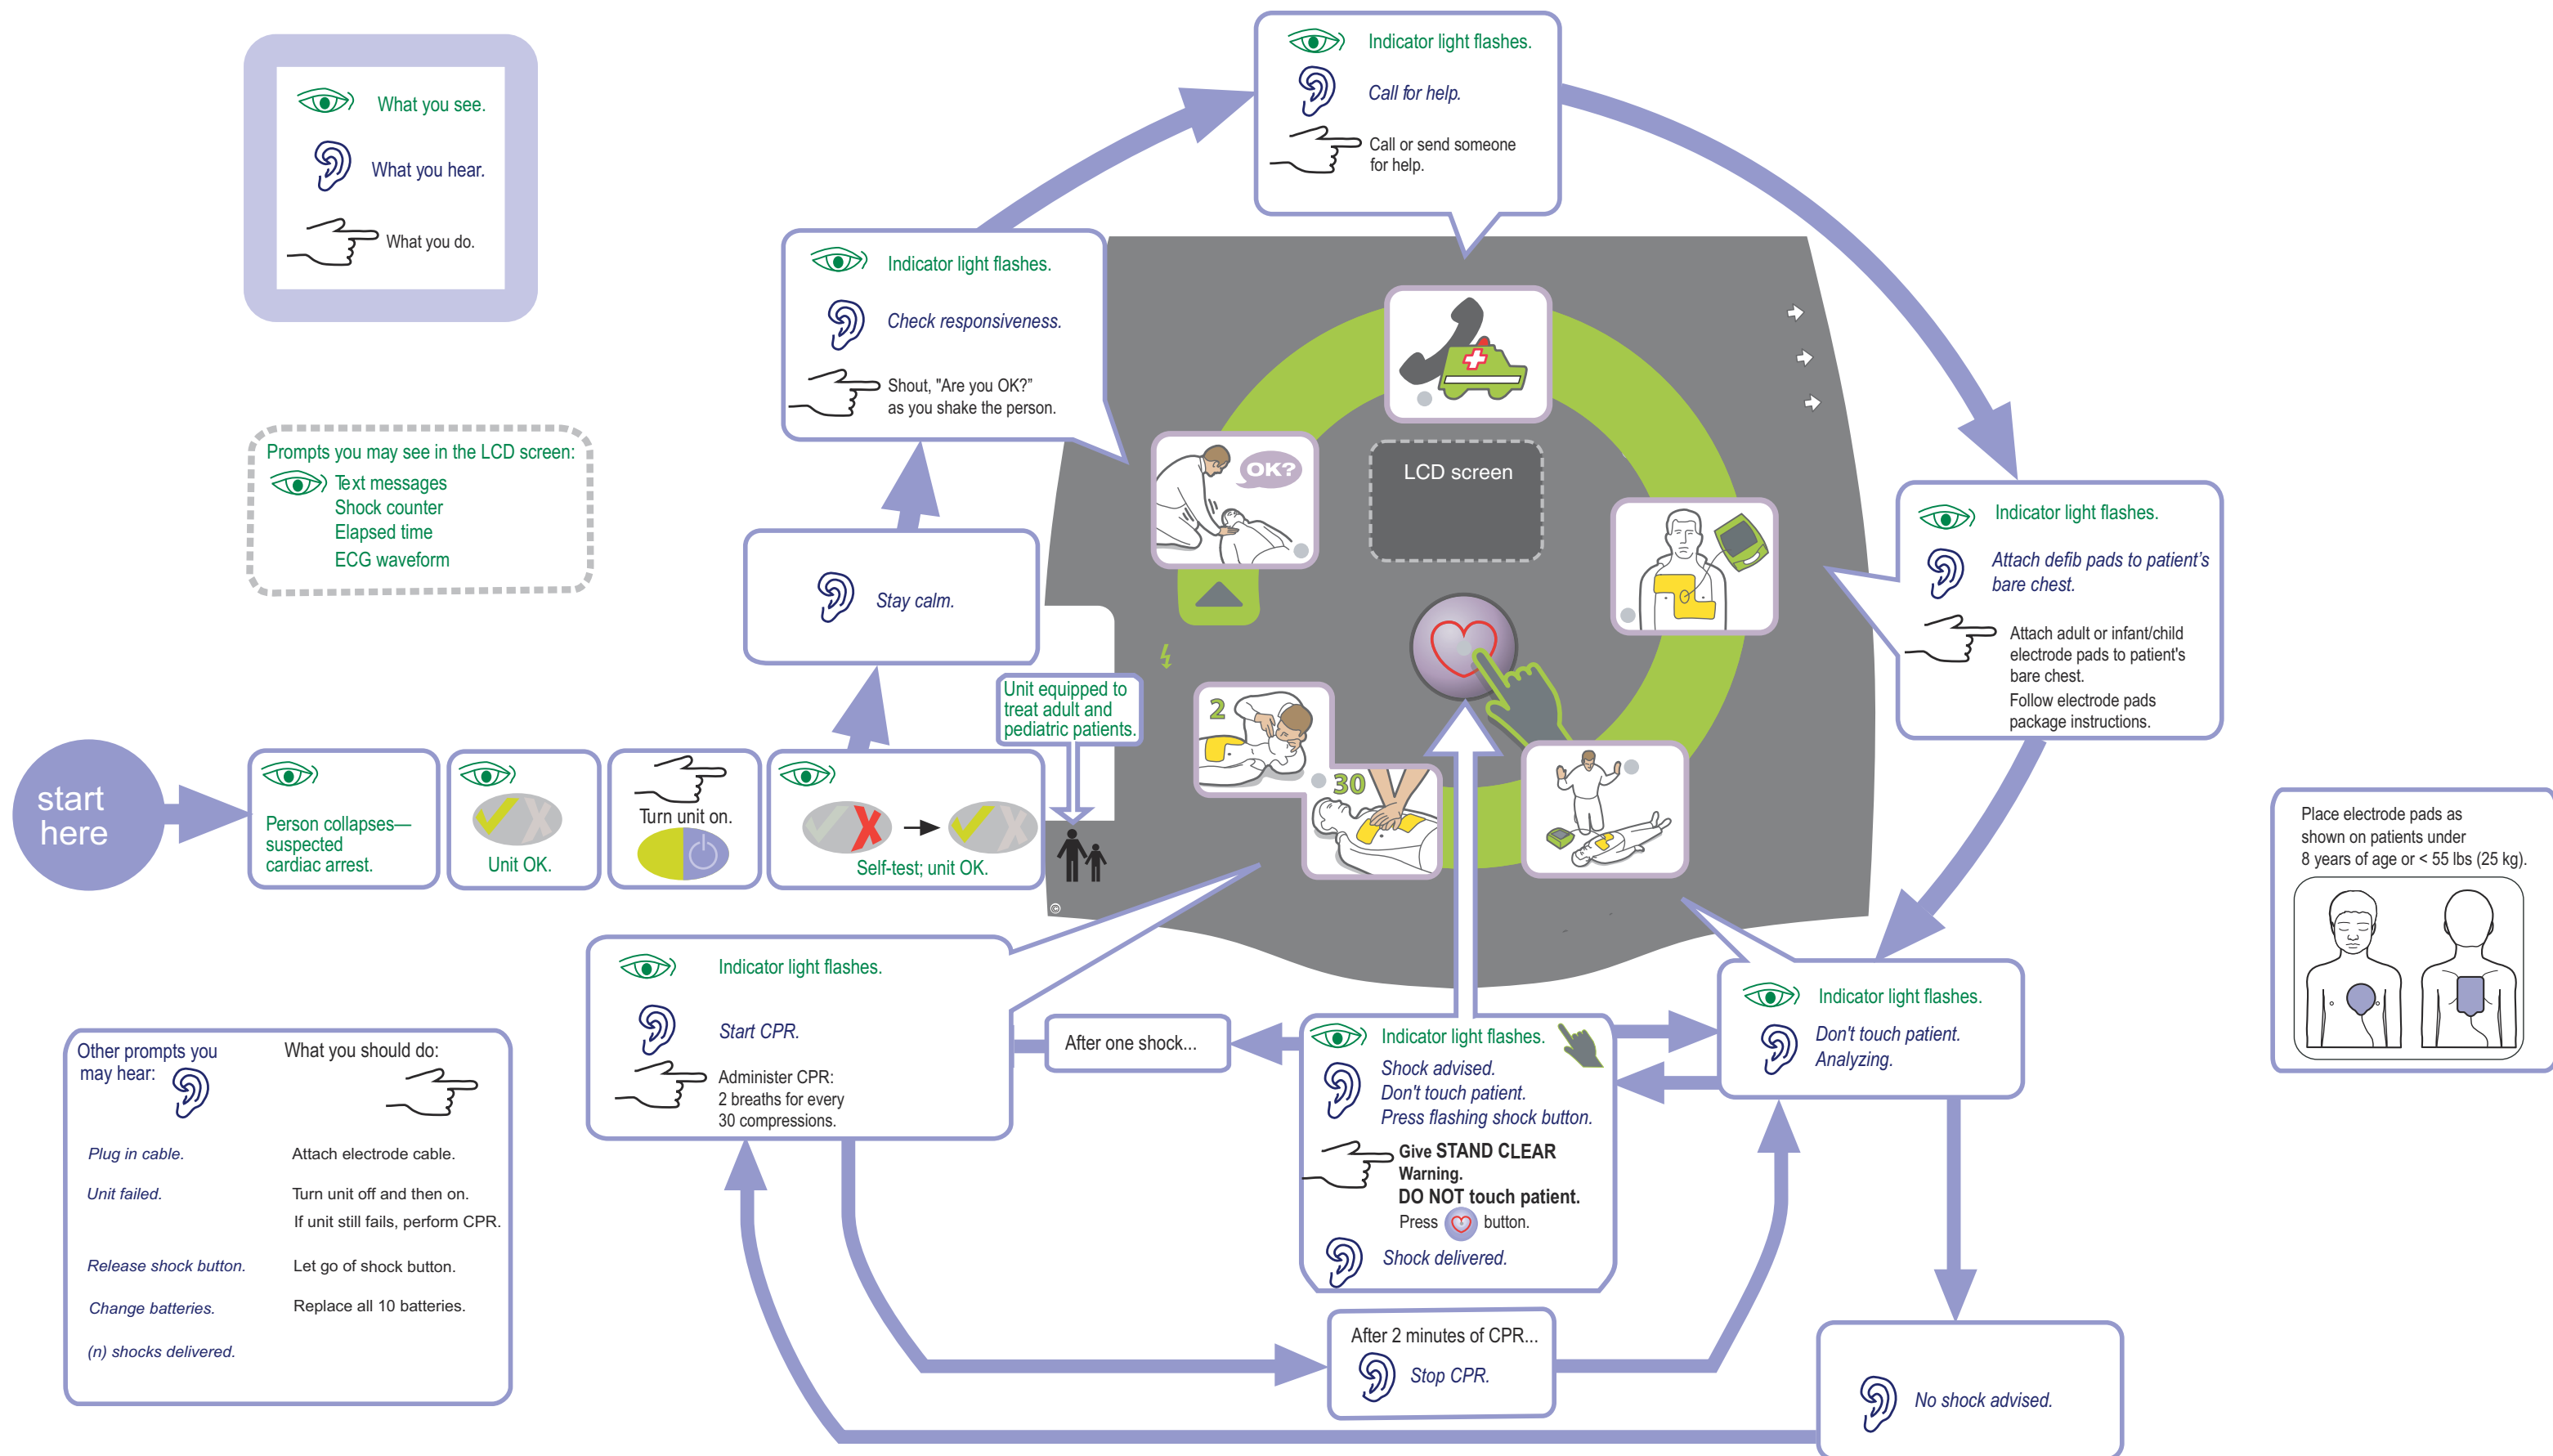 What you see.
What you hear.
What you do.
Prompts you may see in the LCD screen:
Text messages
Shock counter
Elapsed time
ECG waveform
start
here
Person collapses—
suspected
cardiac arrest.
Unit OK.
Turn unit on.
Self-test; unit OK.
Unit equipped to
treat adult and
pediatric patients.
Stay calm.
Indicator light flashes.
Check responsiveness.
Shout, "Are you OK?”
as you shake the person.
Indicator light flashes.
Call for help.
Call or send someone
for help.
OK?
LCD screen
2
30
©
Indicator light flashes.
Attach defib pads to patient’s
bare chest.
Attach adult or infant/child
electrode pads to patient's
bare chest.
Follow electrode pads
package instructions.
Place electrode pads as
shown on patients under
8 years of age or < 55 lbs (25 kg).
Indicator light flashes.
Don't touch patient.
Analyzing.
Indicator light flashes.
Shock advised.
Don't touch patient.
Press flashing shock button.
Give STAND CLEAR
Warning.
DO NOT touch patient.
Press button.
Shock delivered.
After one shock...
Indicator light flashes.
Start CPR.
Administer CPR:
2 breaths for every
30 compressions.
After 2 minutes of CPR...
Stop CPR.
No shock advised.
Other prompts you
may hear:
What you should do:
Plug in cable.
Attach electrode cable.
Unit failed.
Turn unit off and then on.
If unit still fails, perform CPR.
Release shock button.
Let go of shock button.
Change batteries.
Replace all 10 batteries.
(n) shocks delivered.